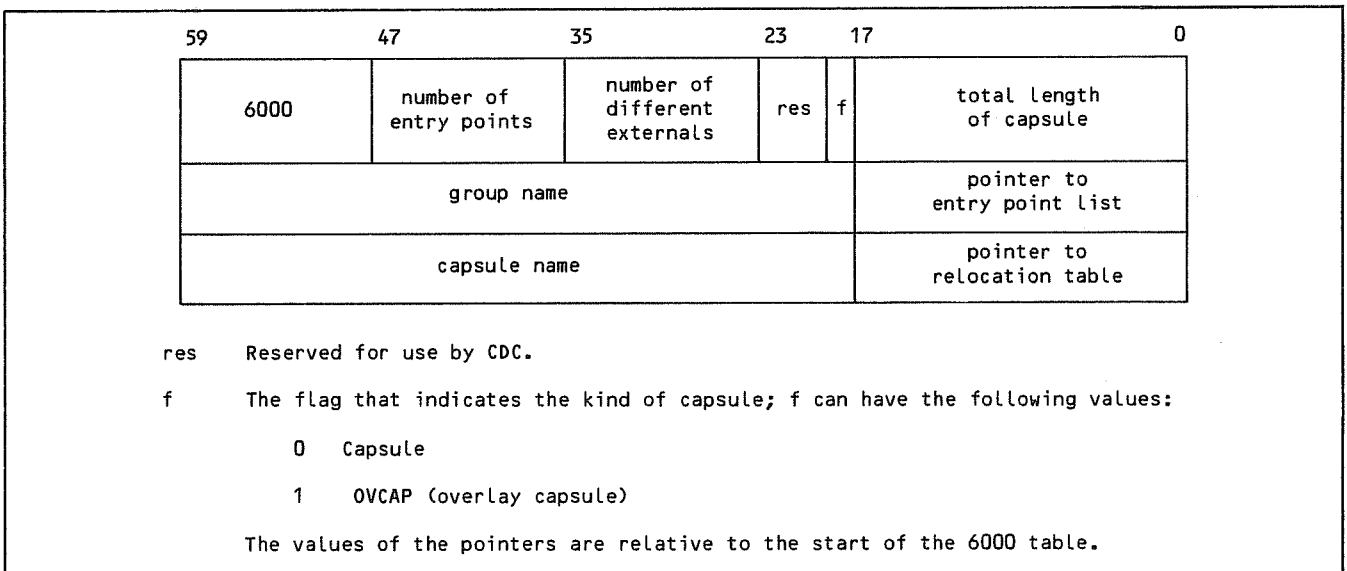 59 47 35 23 17 0
6000 number of entry points number of different externals res f total length of capsule
group name pointer to entry point list
capsule name pointer to relocation table
res Reserved for use by CDC.
f The flag that indicates the kind of capsule; f can have the following values:
0 Capsule
1 OVCAP (overlay capsule)
The values of the pointers are relative to the start of the 6000 table.